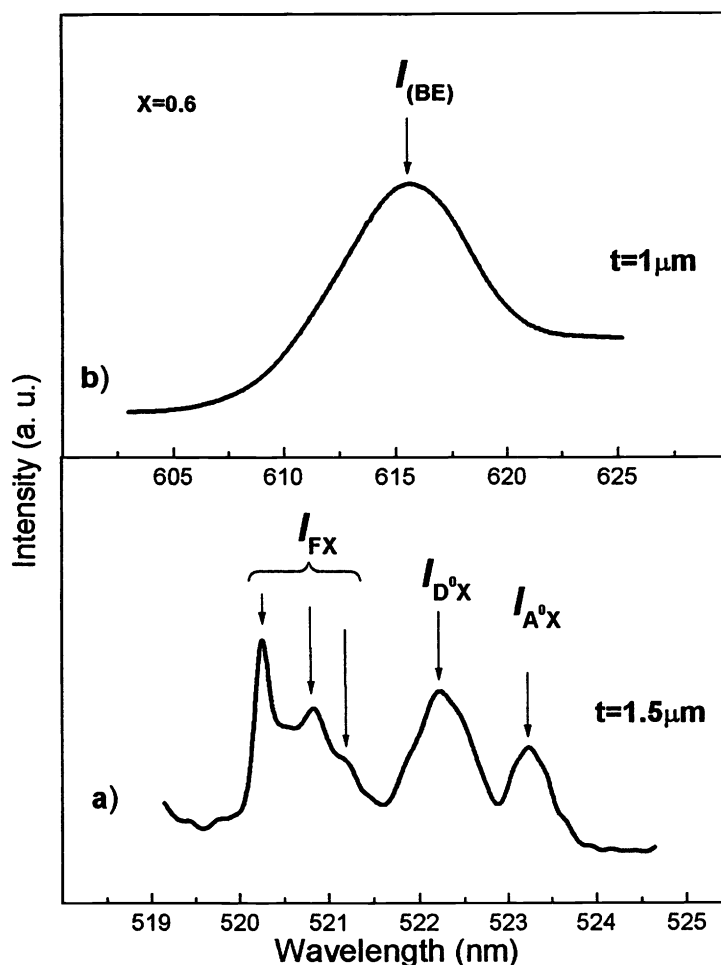 I(BE)
X=0.6
t=1μm
b)
605 610 615 620 625
Intensity (a. u.)
IFX
ID⁰X
IA⁰X
t=1.5μm
a)
519 520 521 522 523 524 525
Wavelength (nm)